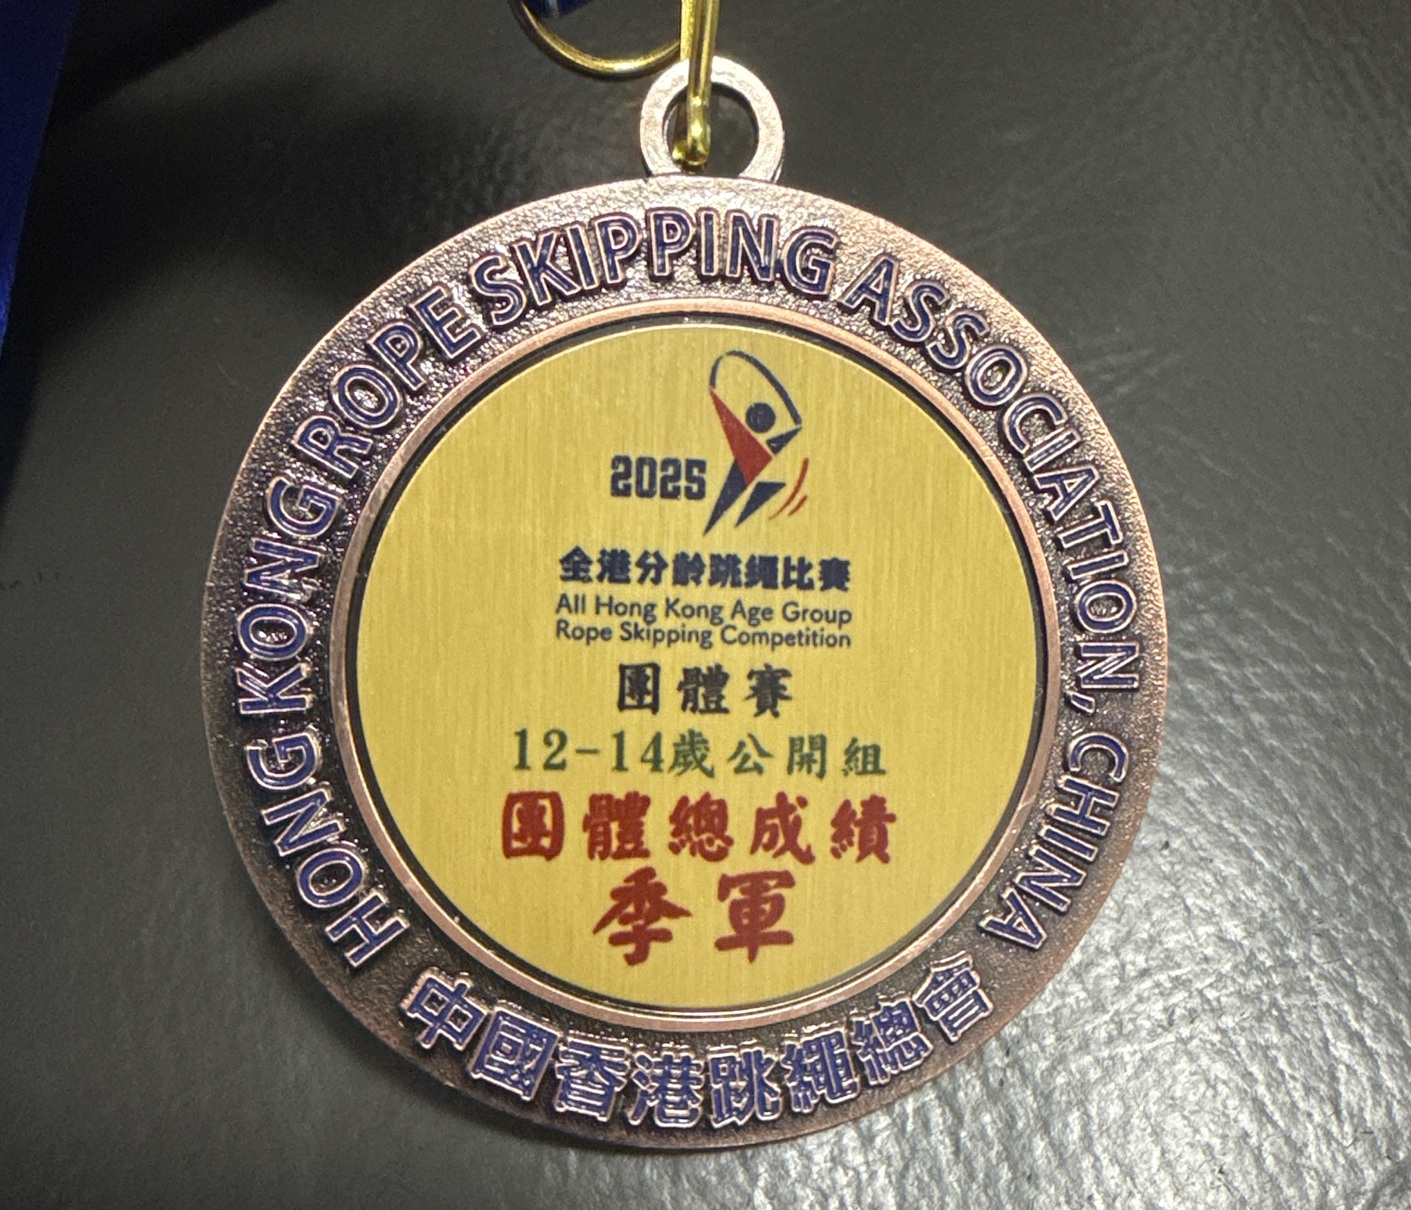 HONG KONG ROPE SKIPPING ASSOCIATION, CHINA
2025
全港分齡跳繩比賽
All Hong Kong Age Group
Rope Skipping Competition
團體賽
12-14歲公開組
團體總成績
季軍
中國香港跳繩總會